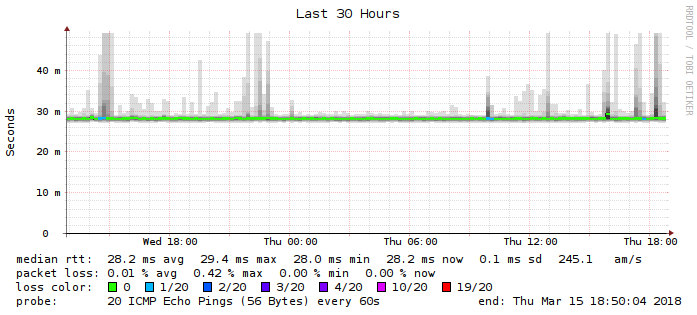 Last 30 Hours
RRDTOOL / TOBI OETIKER
Seconds
40 m
30 m
20 m
10 m
0
Wed 18:00 Thu 00:00 Thu 06:00 Thu 12:00 Thu 18:00
median rtt: 28.2 ms avg 29.4 ms max 28.0 ms min 28.2 ms now 0.1 ms sd 245.1 am/s
packet loss: 0.01 % avg 0.42 % max 0.00 % min 0.00 % now
loss color: 0 1/20 2/20 3/20 4/20 10/20 19/20
probe: 20 ICMP Echo Pings (56 Bytes) every 60s end: Thu Mar 15 18:50:04 2018